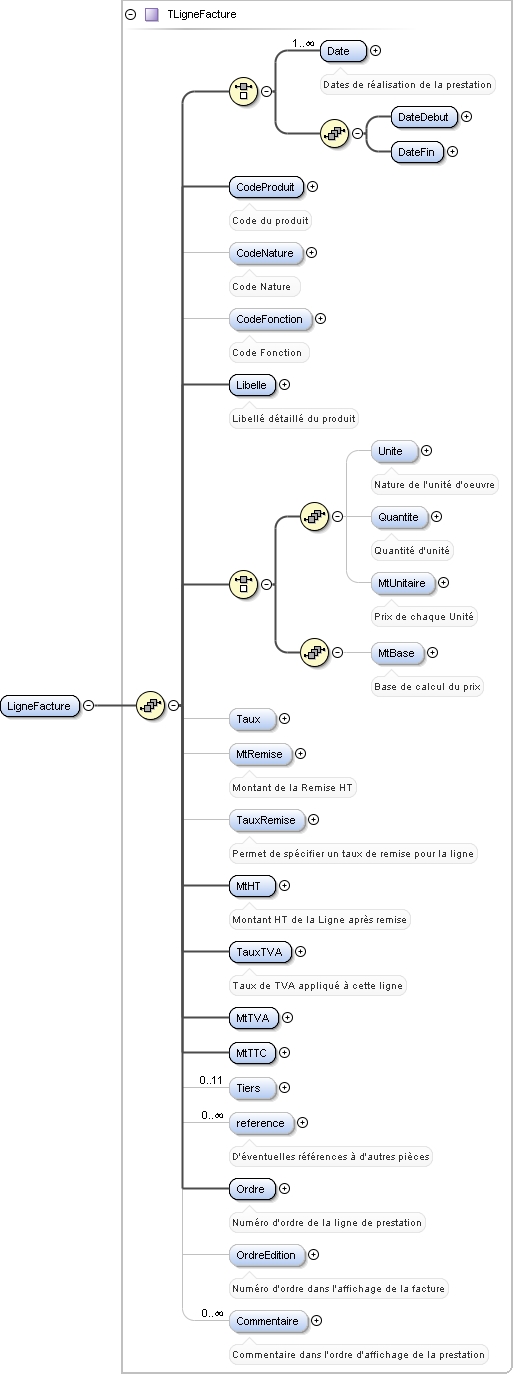 TLigneFacture
1..∞
Date
Dates de réalisation de la prestation
DateDebut
DateFin
CodeProduit
Code du produit
CodeNature
Code Nature
CodeFonction
Code Fonction
Libelle
Libellé détaillé du produit
Unite
Nature de l'unité d'oeuvre
Quantite
Quantité d'unité
MtUnitaire
Prix de chaque Unité
MtBase
Base de calcul du prix
LigneFacture
Taux
MtRemise
Montant de la Remise HT
TauxRemise
Permet de spécifier un taux de remise pour la ligne
MtHT
Montant HT de la Ligne après remise
TauxTVA
Taux de TVA appliqué à cette ligne
MtTVA
MtTTC
0..11
Tiers
0..∞
reference
D'éventuelles références à d'autres pièces
Ordre
Numéro d'ordre de la ligne de prestation
OrdreEdition
Numéro d'ordre dans l'affichage de la facture
0..∞
Commentaire
Commentaire dans l'ordre d'affichage de la prestation